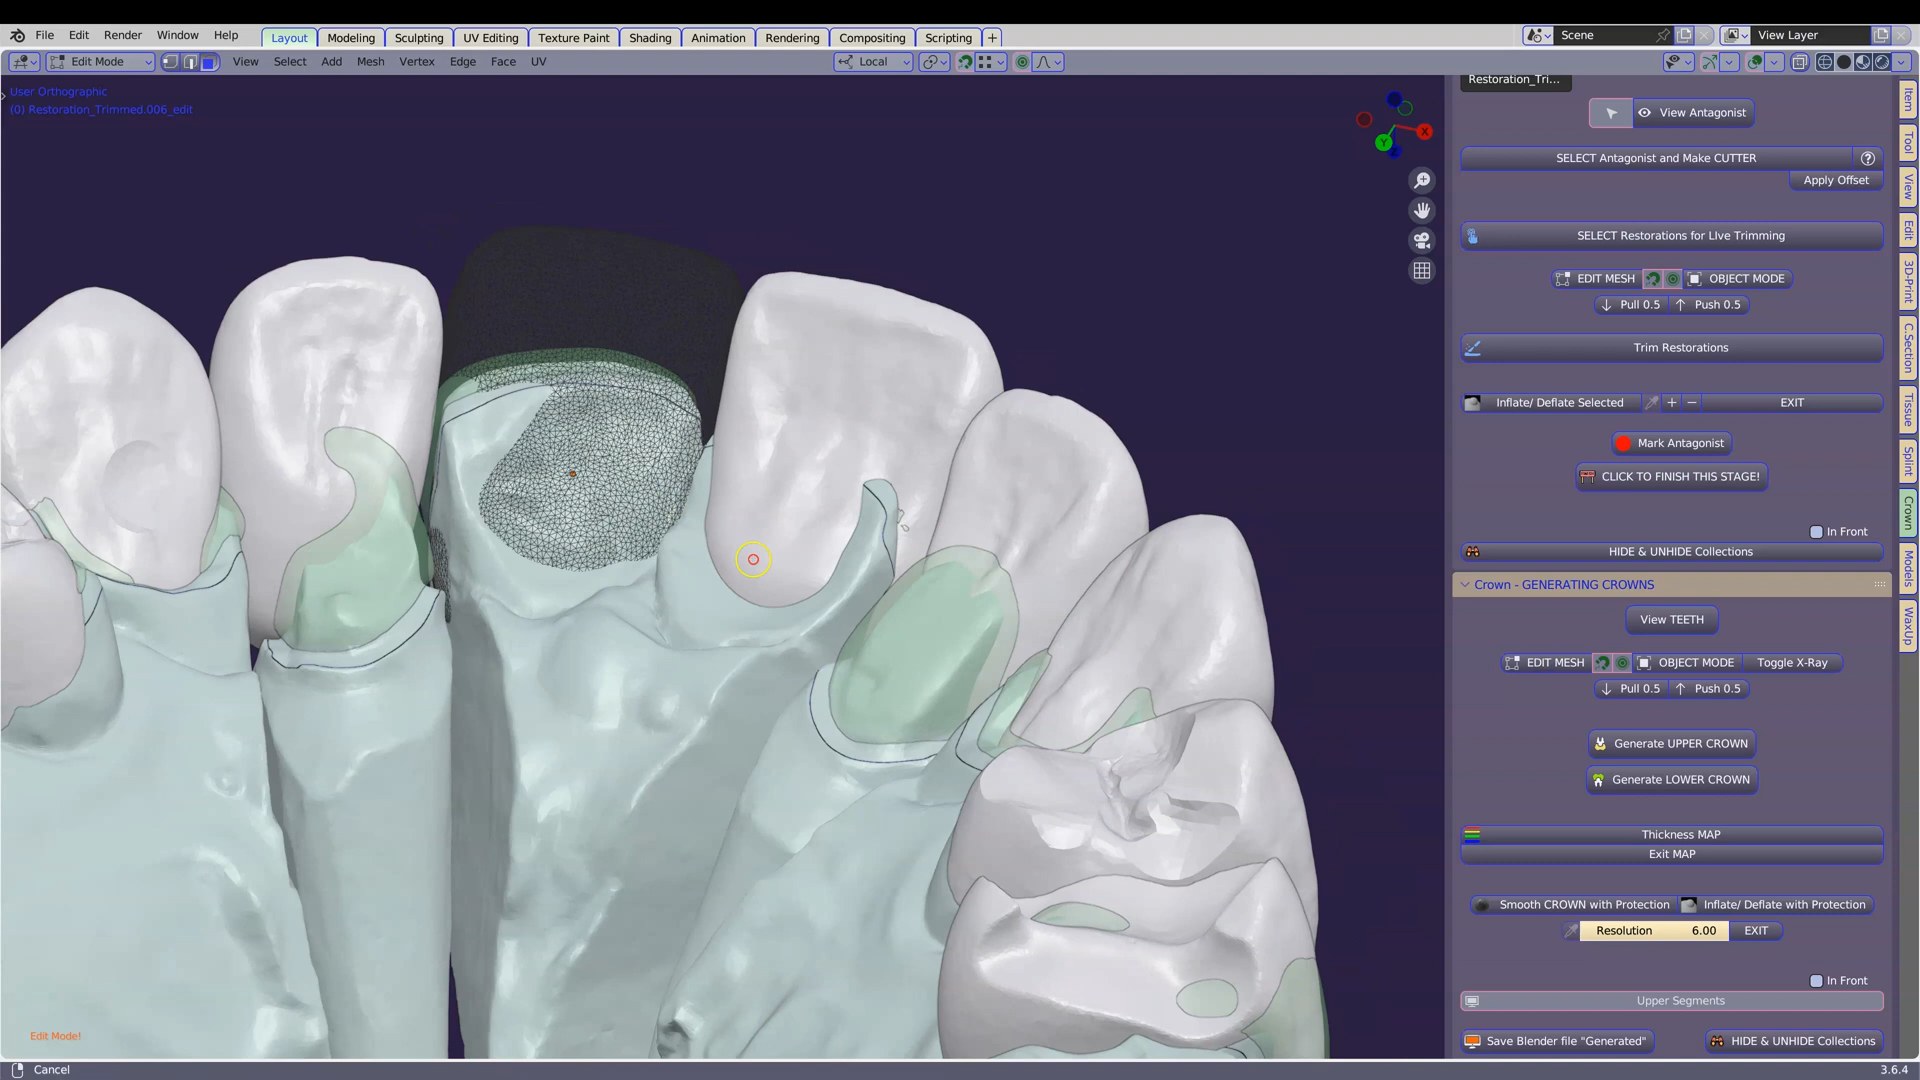 File Edit Render Window Help Layout Modeling Sculpting UV Editing Texture Paint Shading Animation Rendering Compositing Scripting + Scene View Layer
Edit Mode View Select Add Mesh Vertex Edge Face UV Local
User Orthographic
(0) Restoration_Trimmed.006_edit
X
Y
Restoration_Tri...
View Antagonist
SELECT Antagonist and Make CUTTER ?
Apply Offset
SELECT Restorations for LIve Trimming
EDIT MESH OBJECT MODE
Pull 0.5 Push 0.5
Trim Restorations
Inflate/ Deflate Selected + − EXIT
Mark Antagonist
CLICK TO FINISH THIS STAGE!
In Front
HIDE & UNHIDE Collections
Crown - GENERATING CROWNS
View TEETH
EDIT MESH OBJECT MODE Toggle X-Ray
Pull 0.5 Push 0.5
Generate UPPER CROWN
Generate LOWER CROWN
Thickness MAP
Exit MAP
Smooth CROWN with Protection Inflate/ Deflate with Protection
Resolution 6.00 EXIT
In Front
Upper Segments
Save Blender file "Generated" HIDE & UNHIDE Collections
Item
Tool
View
Edit
3D-Print
C.Section
Tissue
Splint
Crown
Models
WaxUp
Edit Mode!
Cancel 3.6.4